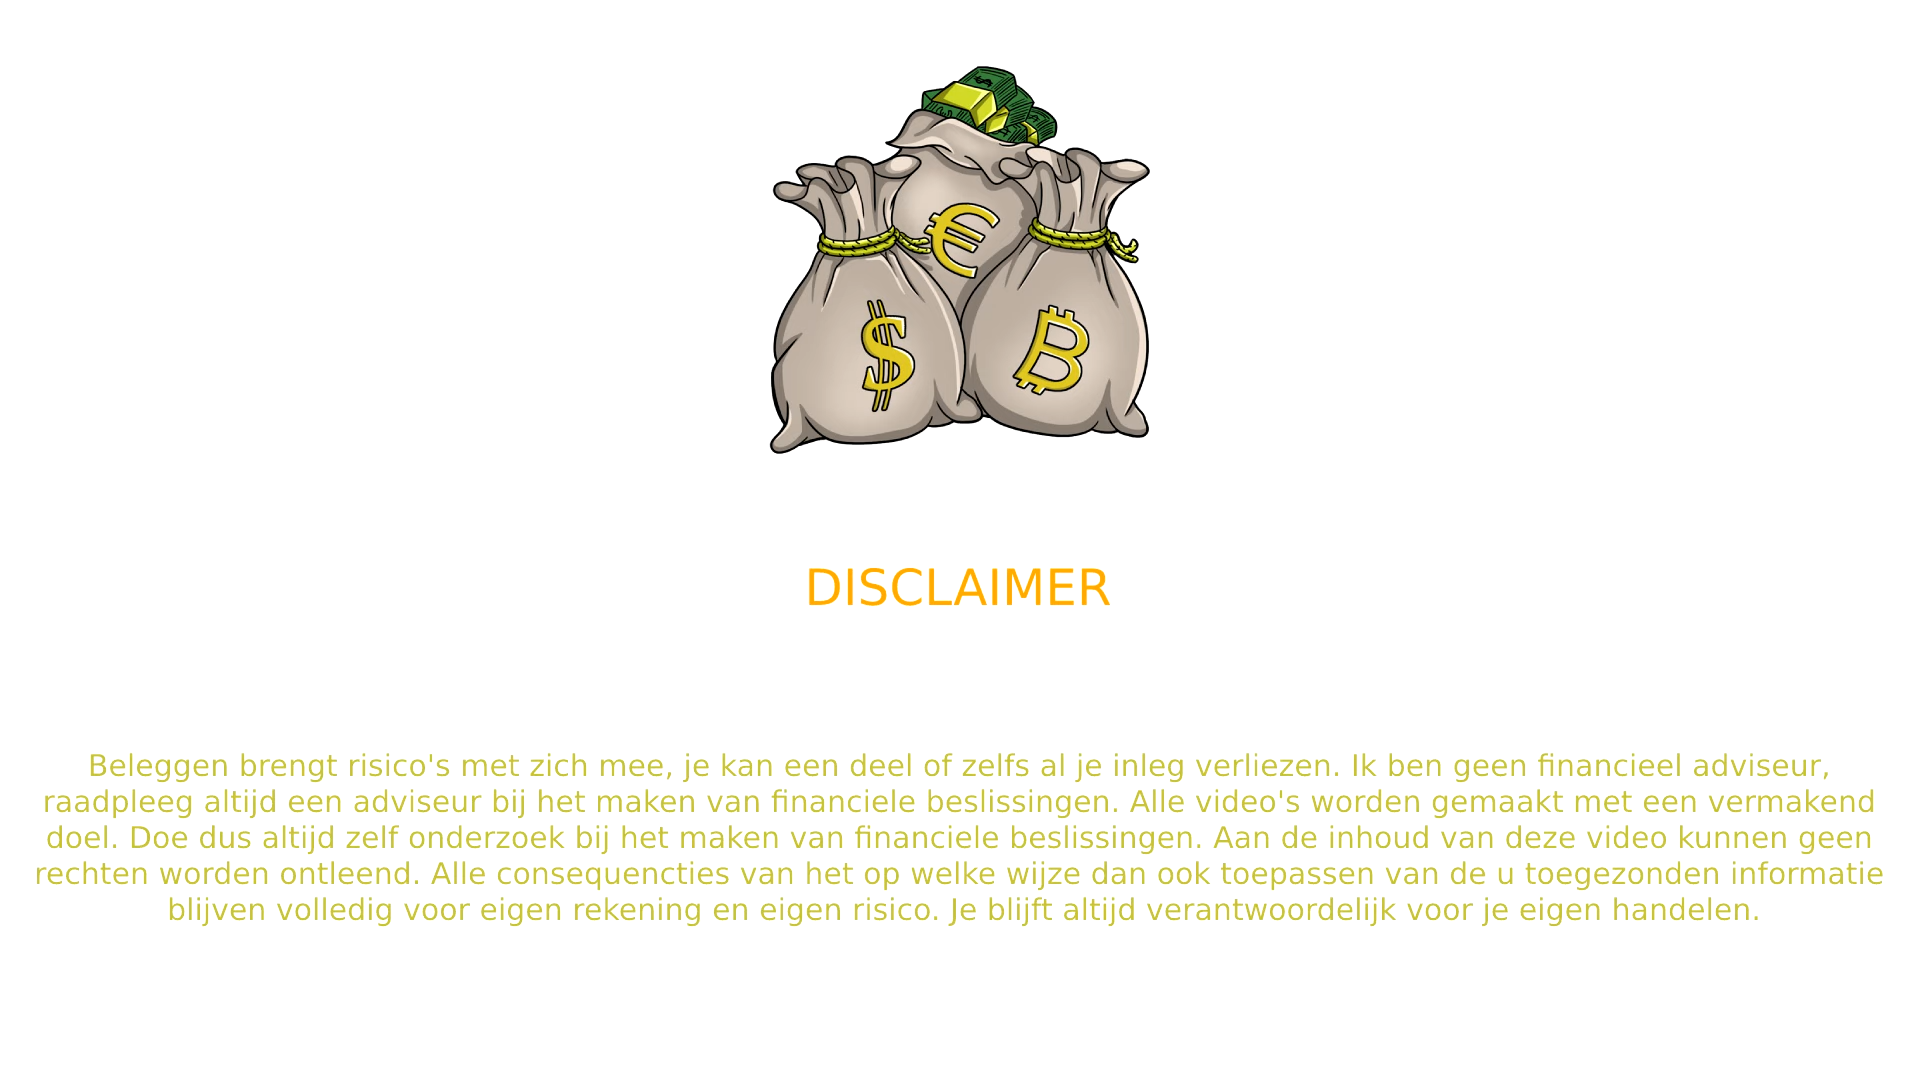 €
$
₿
DISCLAIMER
Beleggen brengt risico's met zich mee, je kan een deel of zelfs al je inleg verliezen. Ik ben geen financieel adviseur,
raadpleeg altijd een adviseur bij het maken van financiele beslissingen. Alle video's worden gemaakt met een vermakend
doel. Doe dus altijd zelf onderzoek bij het maken van financiele beslissingen. Aan de inhoud van deze video kunnen geen
rechten worden ontleend. Alle consequencties van het op welke wijze dan ook toepassen van de u toegezonden informatie
blijven volledig voor eigen rekening en eigen risico. Je blijft altijd verantwoordelijk voor je eigen handelen.